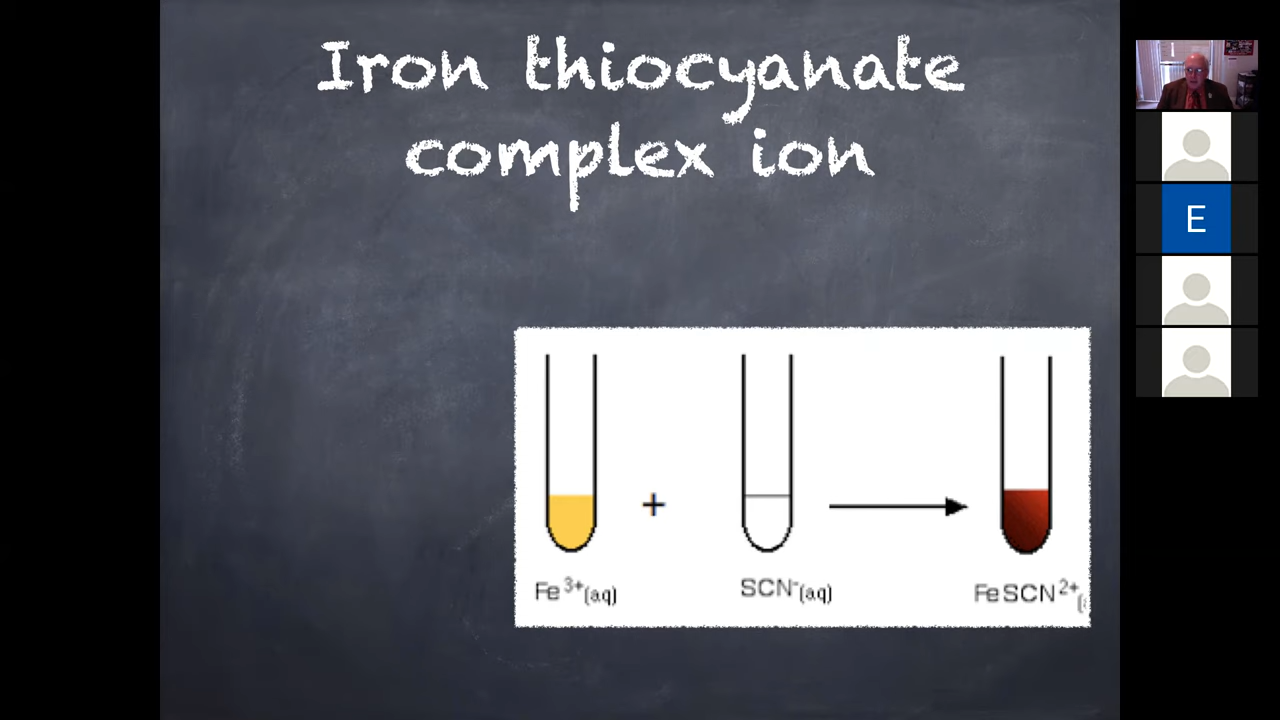 Iron thiocyanate
complex ion
E
+
Fe³⁺(aq)
SCN⁻(aq)
FeSCN²⁺(